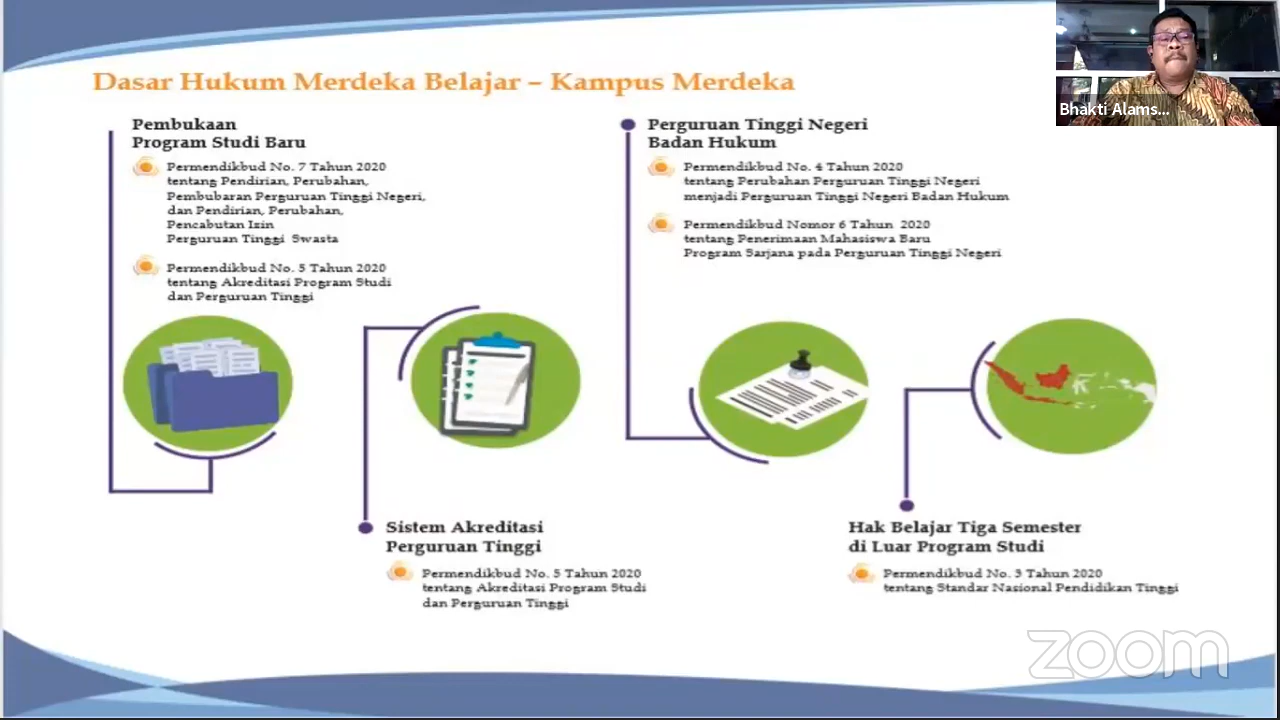 Dasar Hukum Merdeka Belajar – Kampus Merdeka
Pembukaan
Program Studi Baru
Permendikbud No. 7 Tahun 2020
tentang Pendirian, Perubahan,
Pembubaran Perguruan Tinggi Negeri,
dan Pendirian, Perubahan,
Pencabutan Izin
Perguruan Tinggi Swasta
Permendikbud No. 5 Tahun 2020
tentang Akreditasi Program Studi
dan Perguruan Tinggi
Sistem Akreditasi
Perguruan Tinggi
Permendikbud No. 5 Tahun 2020
tentang Akreditasi Program Studi
dan Perguruan Tinggi
Perguruan Tinggi Negeri
Badan Hukum
Permendikbud No. 4 Tahun 2020
tentang Perubahan Perguruan Tinggi Negeri
menjadi Perguruan Tinggi Negeri Badan Hukum
Permendikbud Nomor 6 Tahun 2020
tentang Penerimaan Mahasiswa Baru
Program Sarjana pada Perguruan Tinggi Negeri
Hak Belajar Tiga Semester
di Luar Program Studi
Permendikbud No. 3 Tahun 2020
tentang Standar Nasional Pendidikan Tinggi
Bhakti Alams...
zoom